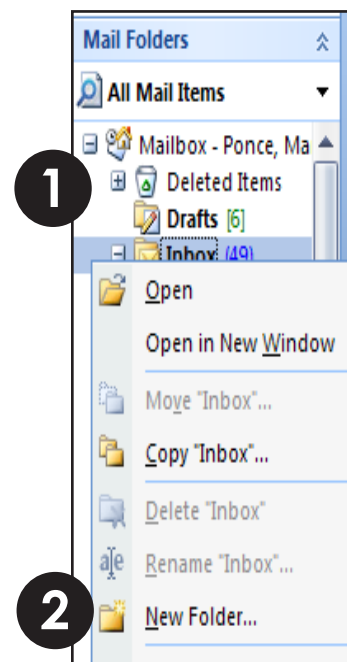 Mail Folders
All Mail Items
Mailbox - Ponce, Ma
1
Deleted Items
Drafts [6]
Inbox (49)
Open
Open in New Window
Move "Inbox"...
Copy "Inbox"...
Delete "Inbox"
Rename "Inbox"...
2
New Folder...